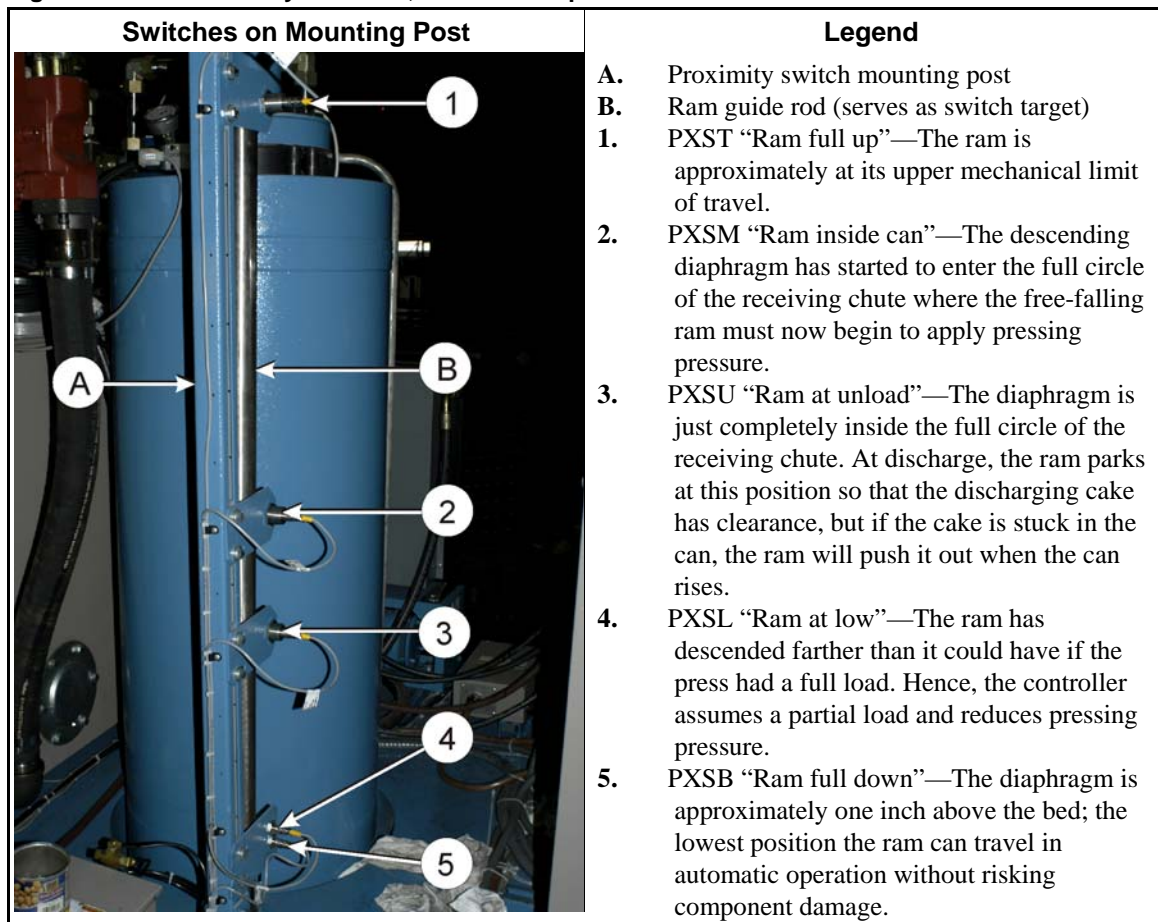 Switches on Mounting Post
1
A
B
2
3
4
5
Legend
A. Proximity switch mounting post
B. Ram guide rod (serves as switch target)
1. PXST “Ram full up”—The ram is
approximately at its upper mechanical limit
of travel.
2. PXSM “Ram inside can”—The descending
diaphragm has started to enter the full circle
of the receiving chute where the free-falling
ram must now begin to apply pressing
pressure.
3. PXSU “Ram at unload”—The diaphragm is
just completely inside the full circle of the
receiving chute. At discharge, the ram parks
at this position so that the discharging cake
has clearance, but if the cake is stuck in the
can, the ram will push it out when the can
rises.
4. PXSL “Ram at low”—The ram has
descended farther than it could have if the
press had a full load. Hence, the controller
assumes a partial load and reduces pressing
pressure.
5. PXSB “Ram full down”—The diaphragm is
approximately one inch above the bed; the
lowest position the ram can travel in
automatic operation without risking
component damage.